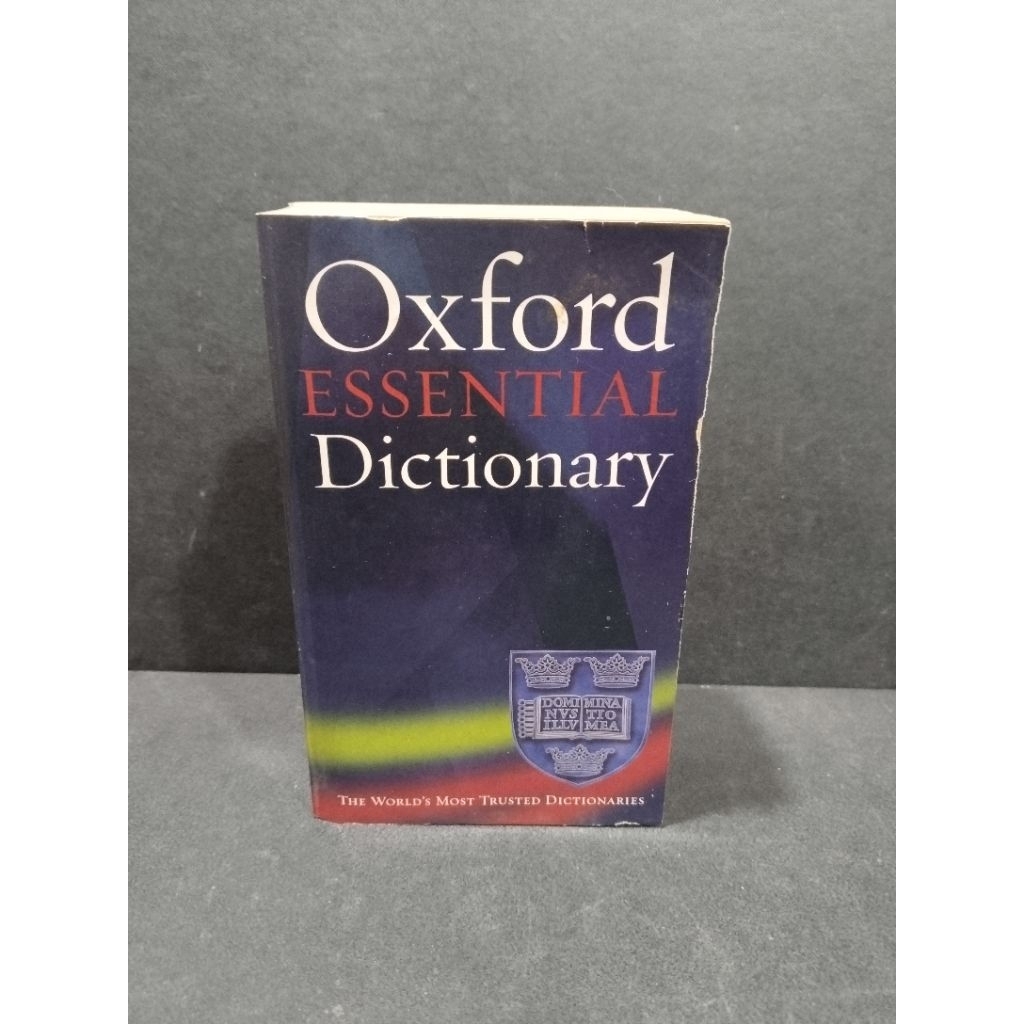 Oxford
ESSENTIAL
Dictionary
DOMI MINA
NVS TIO
ILLV MEA
THE WORLD'S MOST TRUSTED DICTIONARIES